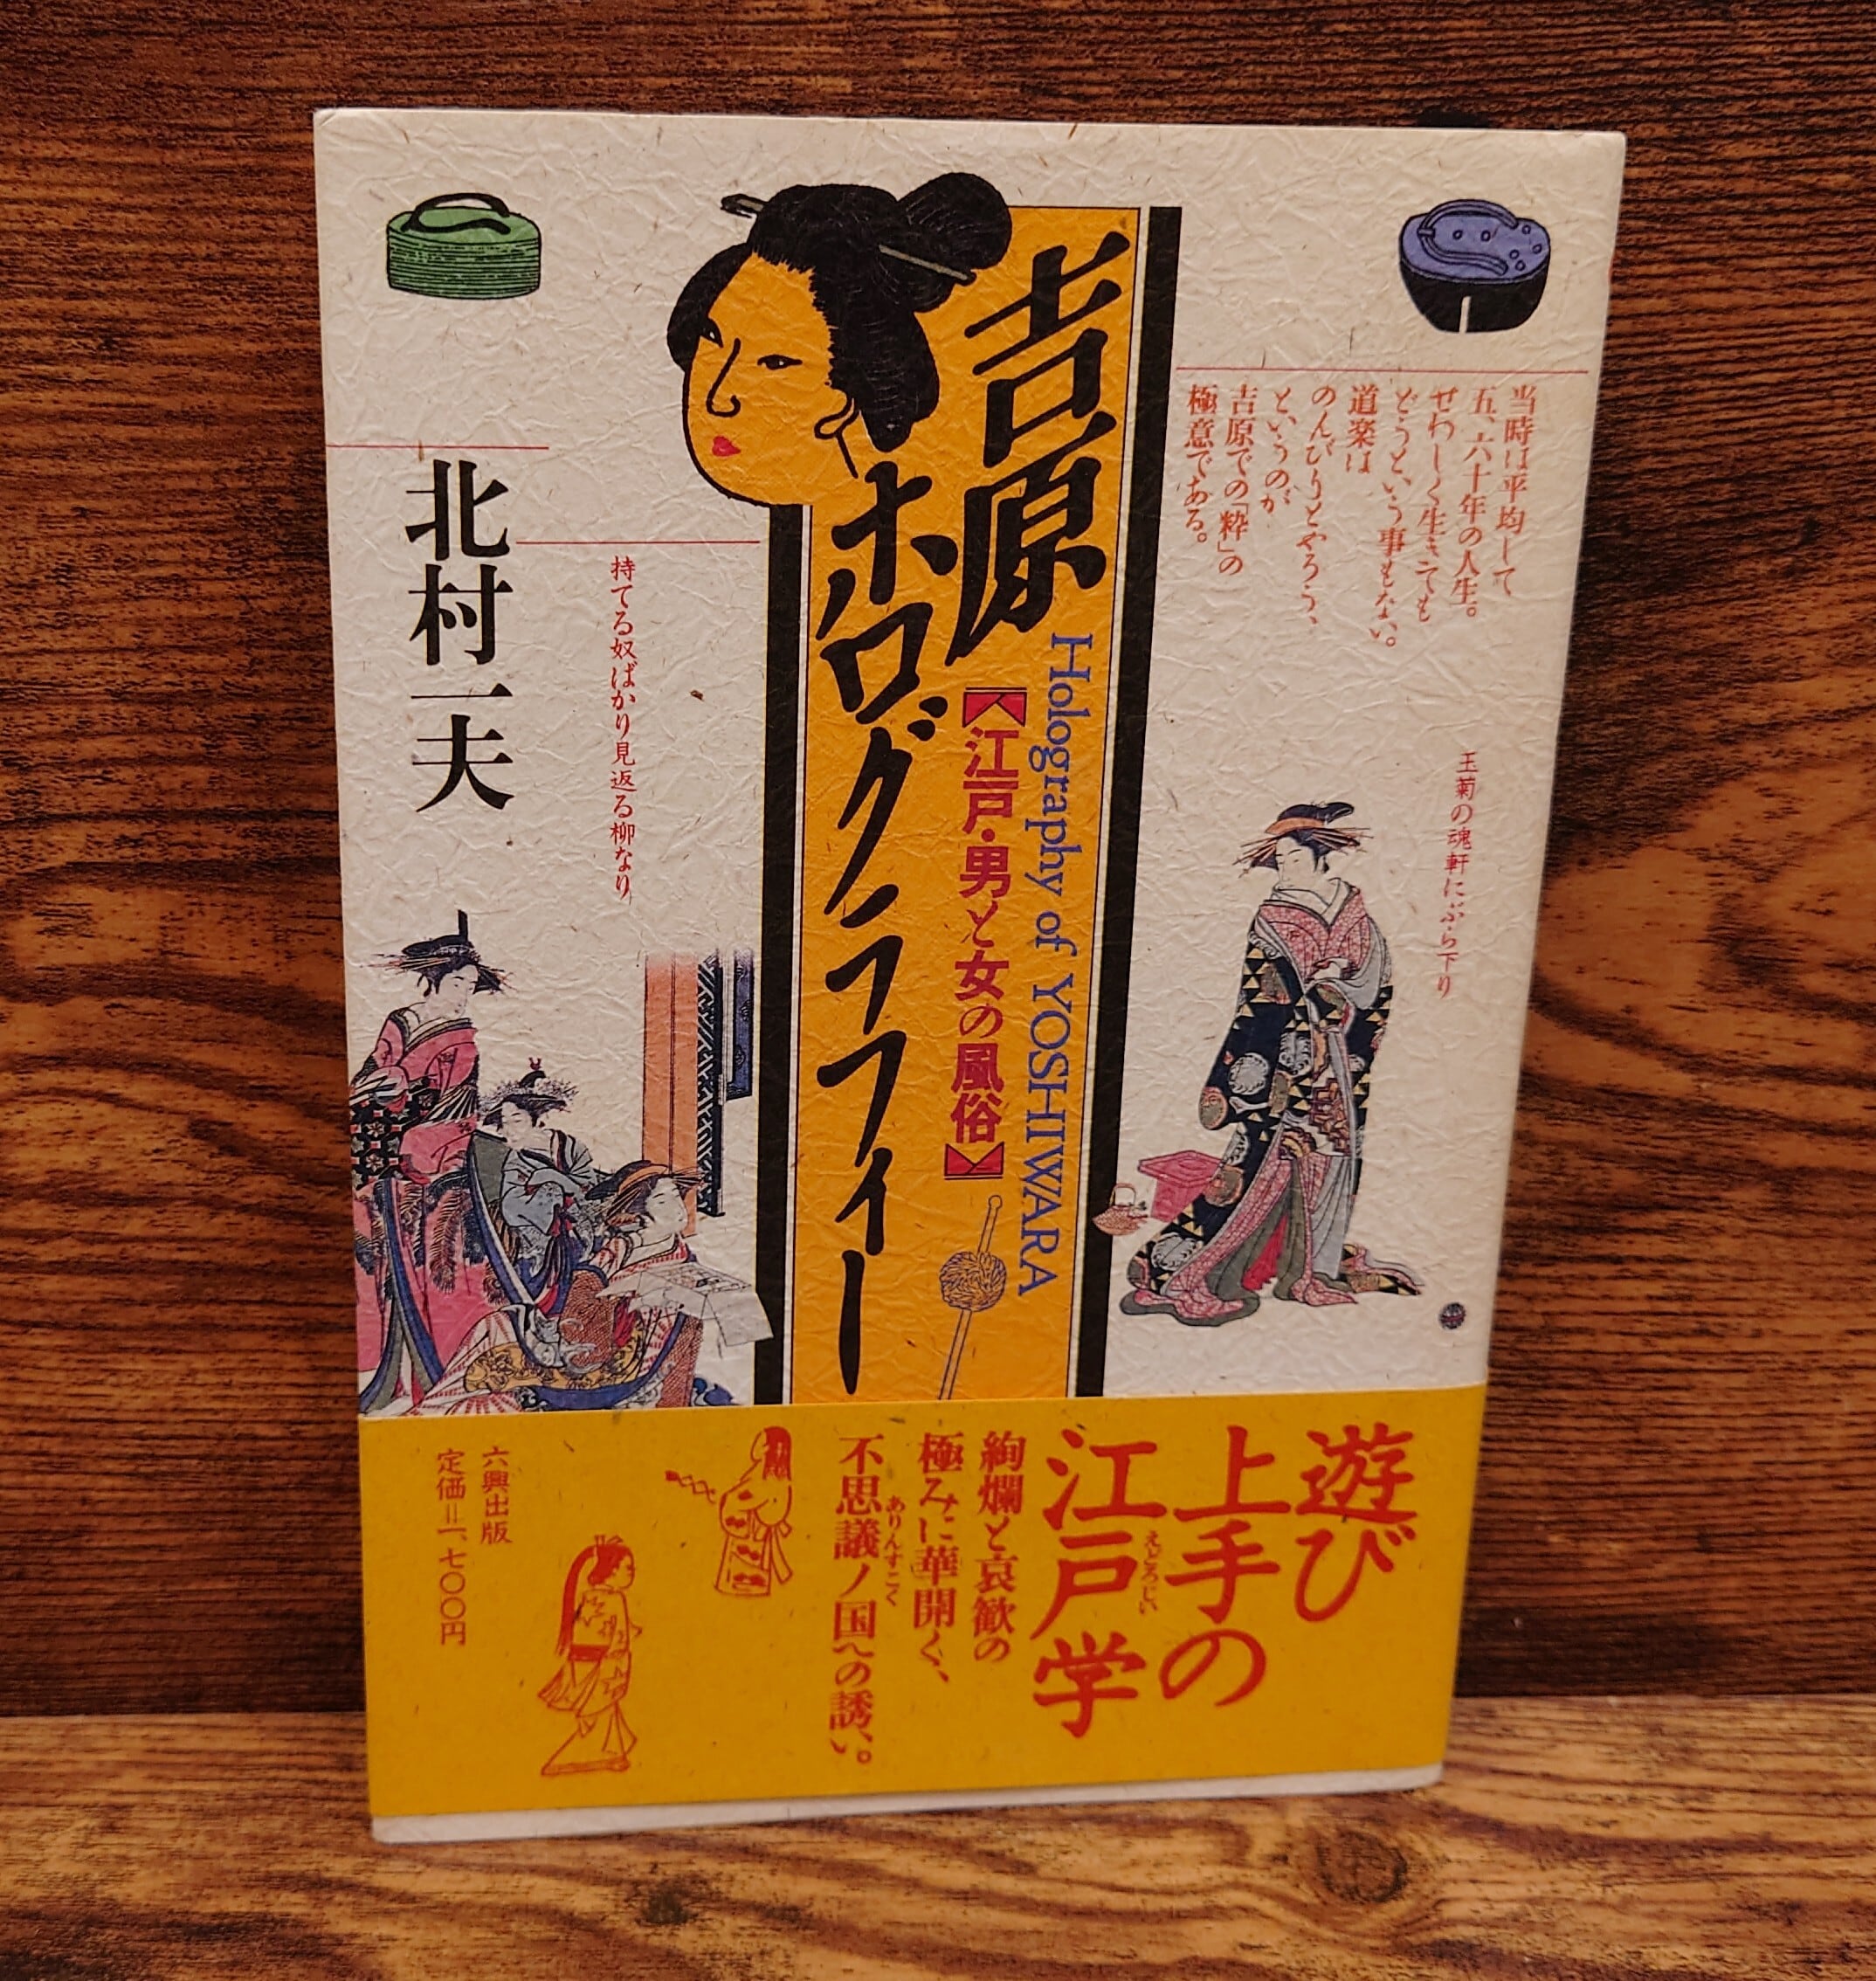 吉原
ホログラフィー
Holography of YOSHIWARA
【江戸・男と女の風俗】
当時は平均して
五、六十年の人生。
せわしく生きても
どうという事もない。
道楽は
のんびりとやろう、
というのが
吉原での「粋」の
極意である。
玉菊の魂軒にぶら下り
持てる奴ばかり見返る柳なり
北村一夫
遊び
上手の
江戸学
えどろじい
絢爛と哀歓の
極みに「華」開く、
不思議ノ国への誘い。
ありんすこく
六興出版
定価=一、七〇〇円